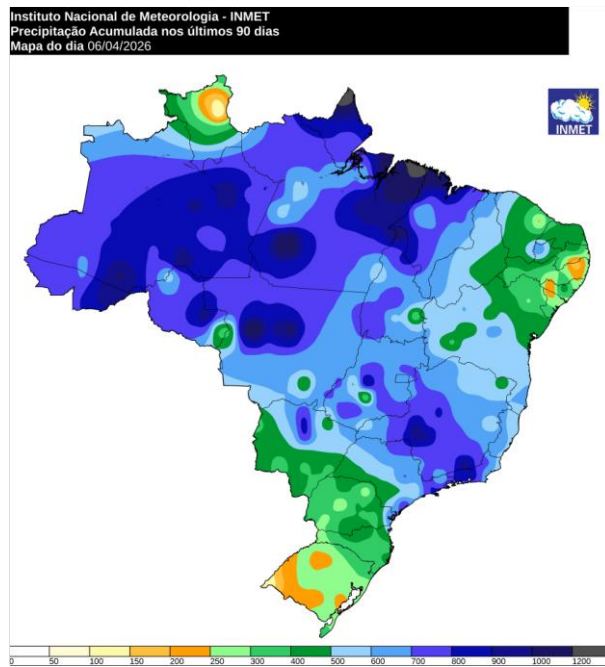 Instituto Nacional de Meteorologia - INMET
Precipitação Acumulada nos últimos 90 dias
Mapa do dia 06/04/2026
INMET
0 50 100 150 200 250 300 400 500 600 700 800 900 1000 1200